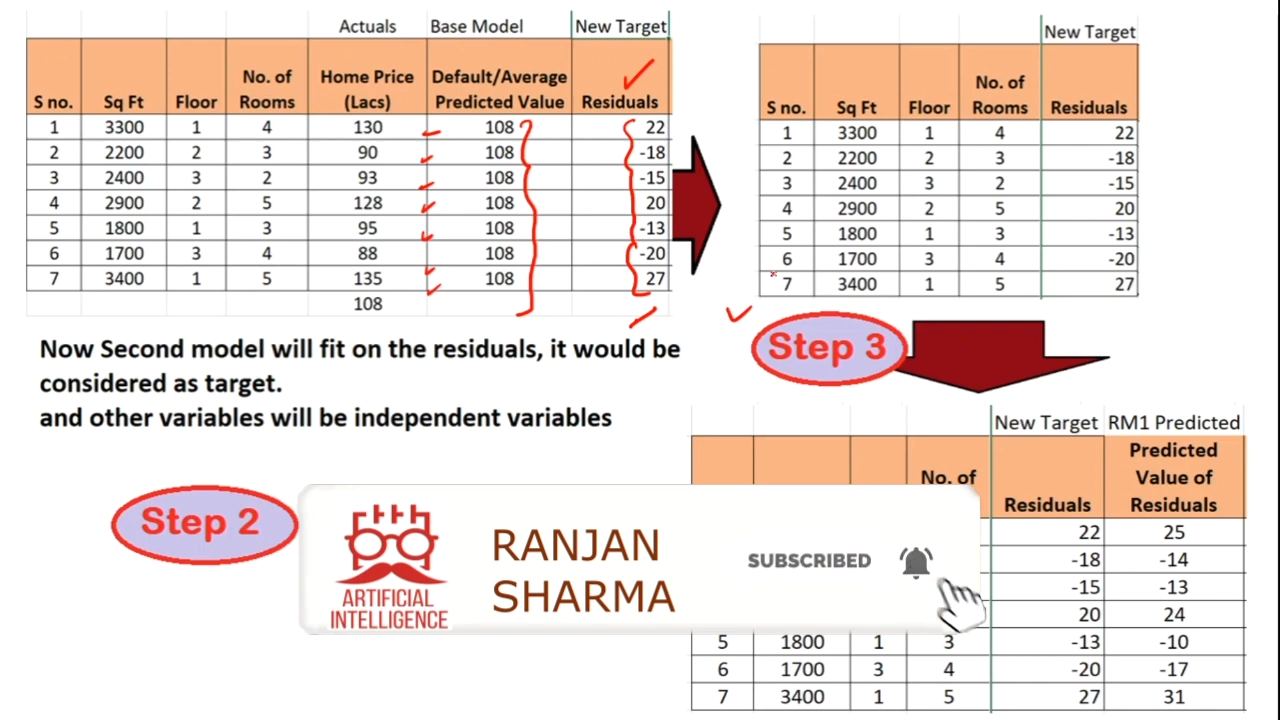 Actuals Base Model New Target
S no. Sq Ft Floor No. of Rooms Home Price (Lacs) Default/Average Predicted Value Residuals
1 3300 1 4 130 108 22
2 2200 2 3 90 108 -18
3 2400 3 2 93 108 -15
4 2900 2 5 128 108 20
5 1800 1 3 95 108 -13
6 1700 3 4 88 108 -20
7 3400 1 5 135 108 27
108
New Target
S no. Sq Ft Floor No. of Rooms Residuals
1 3300 1 4 22
2 2200 2 3 -18
3 2400 3 2 -15
4 2900 2 5 20
5 1800 1 3 -13
6 1700 3 4 -20
7 3400 1 5 27
Now Second model will fit on the residuals, it would be
considered as target.
and other variables will be independent variables
Step 3
Step 2
New Target RM1 Predicted
No. of Residuals Predicted Value of Residuals
22 25
-18 -14
-15 -13
20 24
5 1800 1 3 -13 -10
6 1700 3 4 -20 -17
7 3400 1 5 27 31
ARTIFICIAL
INTELLIGENCE
RANJAN
SHARMA
SUBSCRIBED